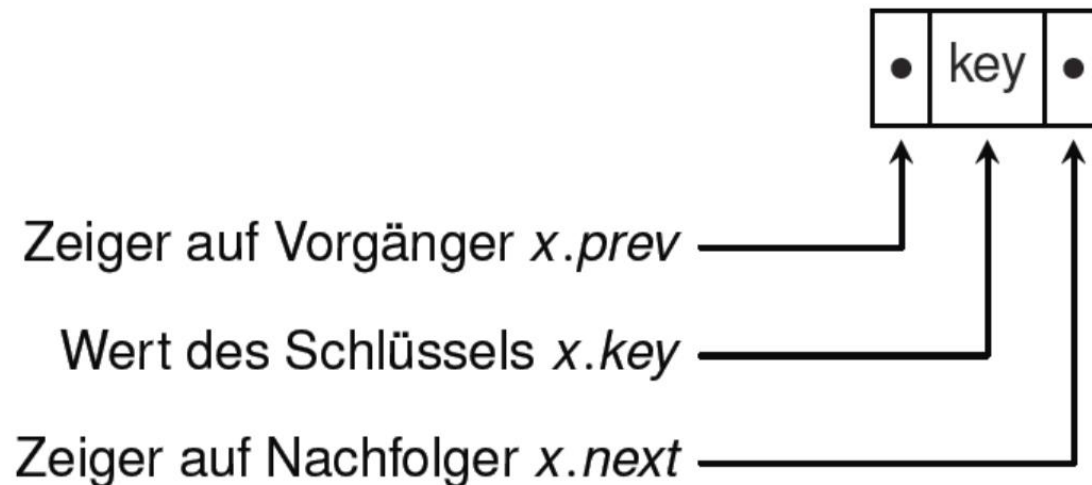 key
Zeiger auf Vorgänger x.prev
Wert des Schlüssels x.key
Zeiger auf Nachfolger x.next